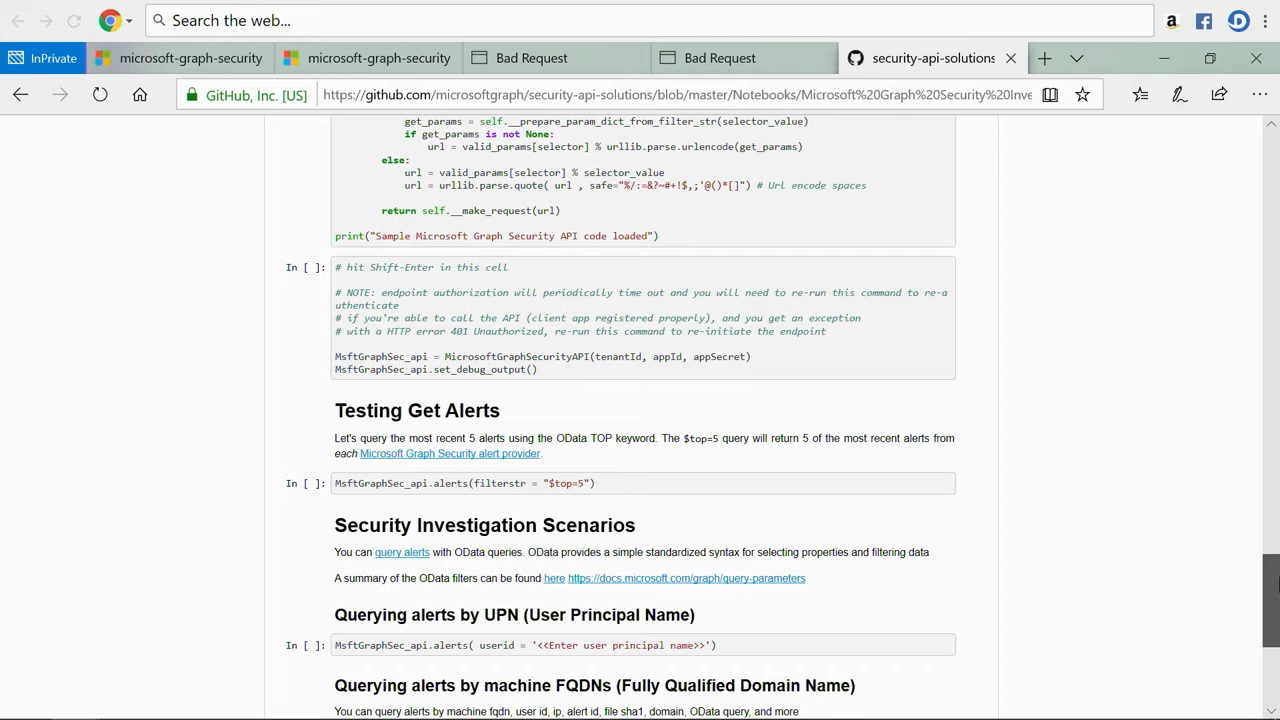 Search the web...
InPrivate
microsoft-graph-security
microsoft-graph-security
Bad Request
Bad Request
security-api-solutions
GitHub, Inc. [US]
https://github.com/microsoftgraph/security-api-solutions/blob/master/Notebooks/Microsoft%20Graph%20Security%20Inve
get_params = self.__prepare_param_dict_from_filter_str(selector_value)
if get_params is not None:
url = valid_params[selector] % urllib.parse.urlencode(get_params)
else:
url = valid_params[selector] % selector_value
url = urllib.parse.quote( url , safe="%/:=&?~#+!$,;'@()*[]") # Url encode spaces
return self.__make_request(url)
print("Sample Microsoft Graph Security API code loaded")
In [ ]:
# hit Shift-Enter in this cell
# NOTE: endpoint authorization will periodically time out and you will need to re-run this command to re-a
uthenticate
# if you're able to call the API (client app registered properly), and you get an exception
# with a HTTP error 401 Unauthorized, re-run this command to re-initiate the endpoint
MsftGraphSec_api = MicrosoftGraphSecurityAPI(tenantId, appId, appSecret)
MsftGraphSec_api.set_debug_output()
Testing Get Alerts
Let's query the most recent 5 alerts using the OData TOP keyword. The $top=5 query will return 5 of the most recent alerts from
each Microsoft Graph Security alert provider.
In [ ]:
MsftGraphSec_api.alerts(filterstr = "$top=5")
Security Investigation Scenarios
You can query alerts with OData queries. OData provides a simple standardized syntax for selecting properties and filtering data
A summary of the OData filters can be found here https://docs.microsoft.com/graph/query-parameters
Querying alerts by UPN (User Principal Name)
In [ ]:
MsftGraphSec_api.alerts( userid = '<<Enter user principal name>>')
Querying alerts by machine FQDNs (Fully Qualified Domain Name)
You can query alerts by machine fqdn, user id, ip, alert id, file sha1, domain, OData query, and more